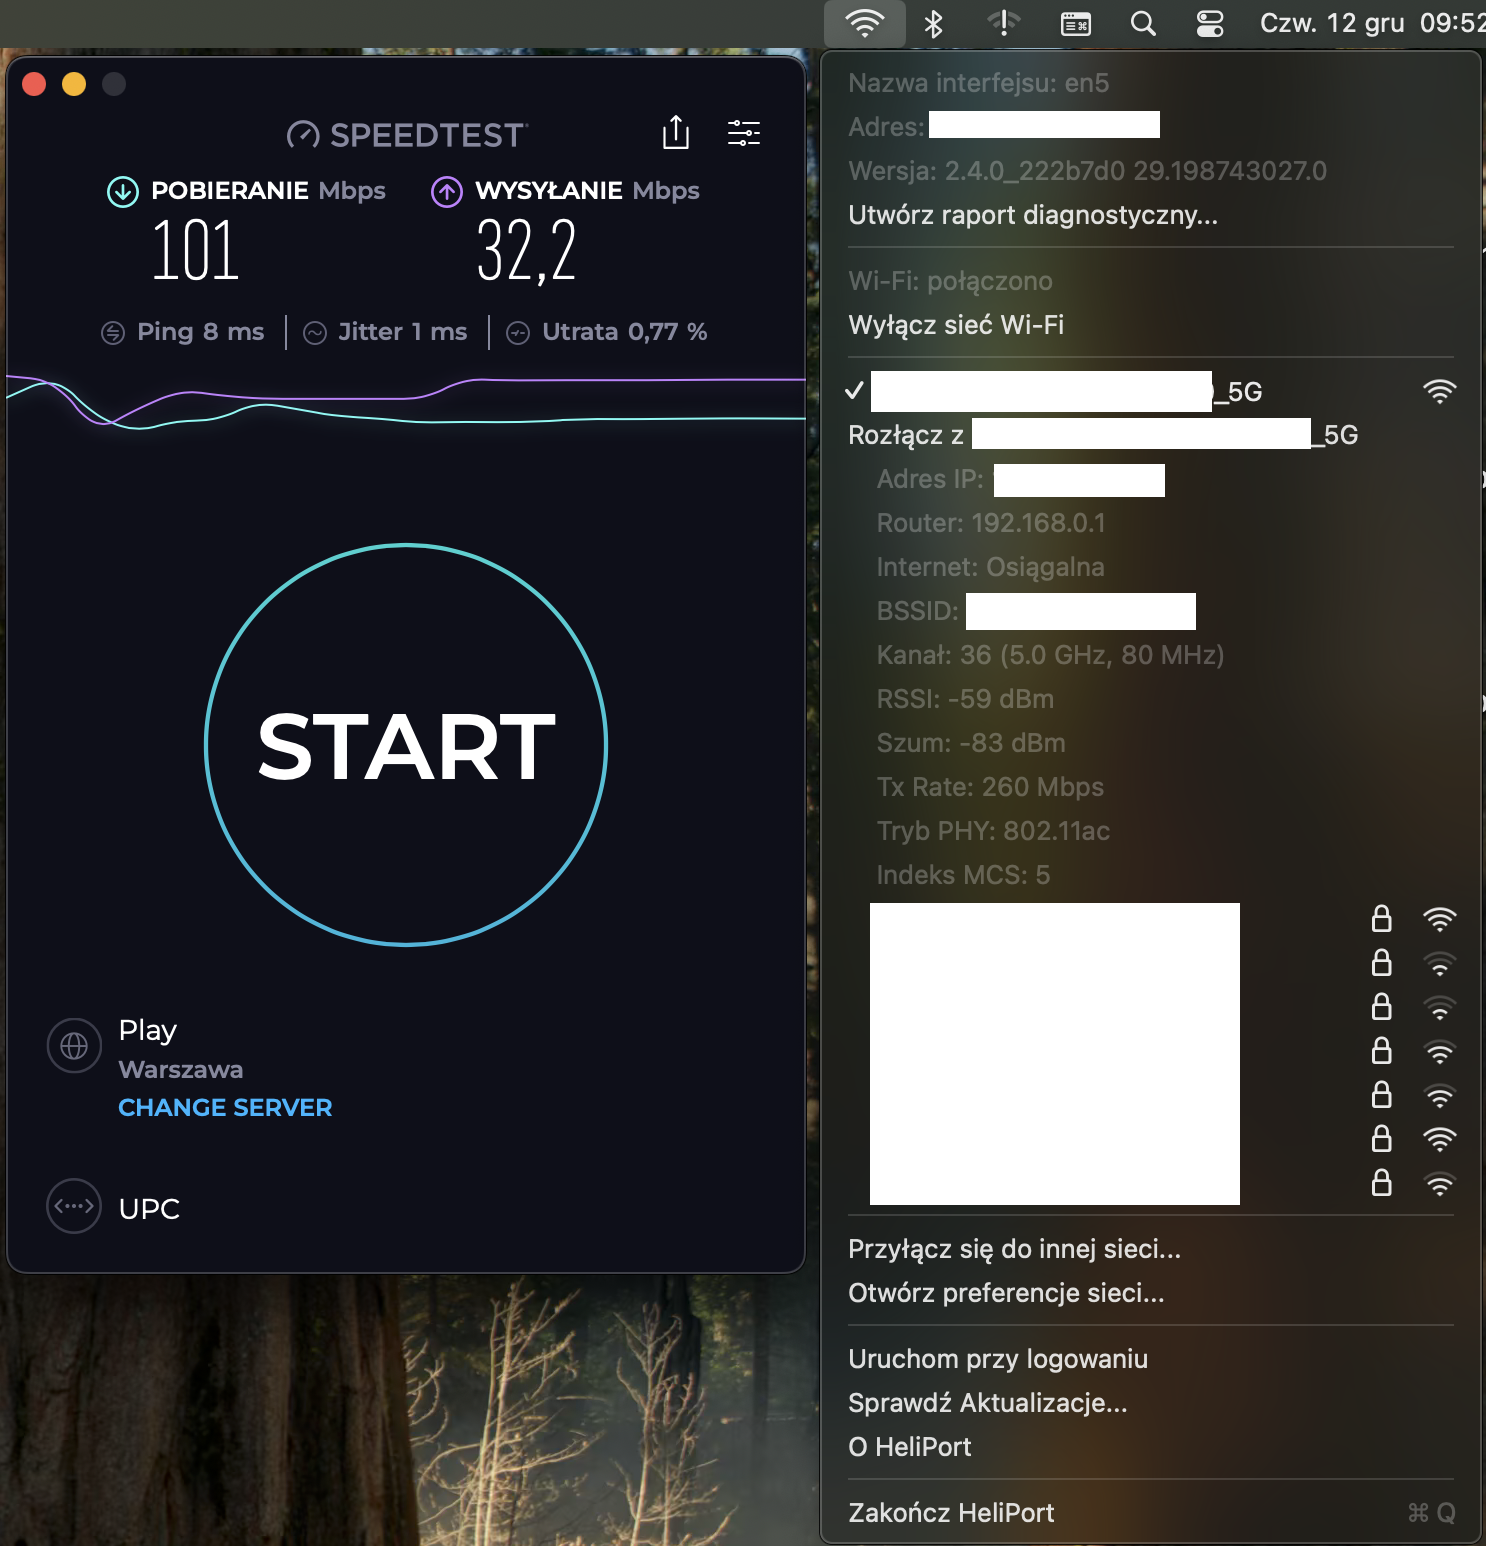 Czw. 12 gru 09:52
SPEEDTEST
POBIERANIE Mbps
101
WYSYŁANIE Mbps
32,2
Ping 8 ms
Jitter 1 ms
Utrata 0,77 %
START
Play
Warszawa
CHANGE SERVER
UPC
Nazwa interfejsu: en5
Adres:
Wersja: 2.4.0_222b7d0 29.198743027.0
Utwórz raport diagnostyczny...
Wi-Fi: połączono
Wyłącz sieć Wi-Fi
_5G
Rozłącz z _5G
Adres IP:
Router: 192.168.0.1
Internet: Osiągalna
BSSID:
Kanał: 36 (5.0 GHz, 80 MHz)
RSSI: -59 dBm
Szum: -83 dBm
Tx Rate: 260 Mbps
Tryb PHY: 802.11ac
Indeks MCS: 5
Przyłącz się do innej sieci...
Otwórz preferencje sieci...
Uruchom przy logowaniu
Sprawdź Aktualizacje...
O HeliPort
Zakończ HeliPort ⌘ Q